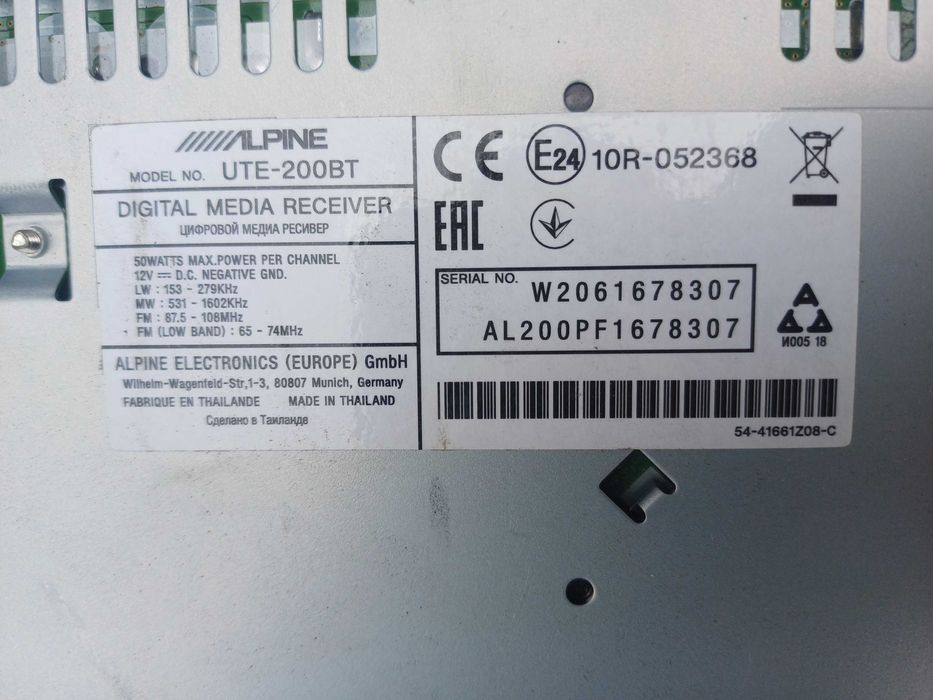 ALPINE
MODEL NO. UTE-200BT
DIGITAL MEDIA RECEIVER
ЦИФРОВОЙ МЕДИА РЕСИВЕР
50WATTS MAX.POWER PER CHANNEL
12V ⎓ D.C. NEGATIVE GND.
LW : 153 - 279KHz
MW : 531 - 1602KHz
FM : 87.5 - 108MHz
FM (LOW BAND) : 65 - 74MHz
ALPINE ELECTRONICS (EUROPE) GmbH
Wilhelm-Wagenfeld-Str,1-3, 80807 Munich, Germany
FABRIQUE EN THAILANDE MADE IN THAILAND
Сделано в Таиланде
CE E24 10R-052368
EAC
SERIAL NO.
W2061678307
AL200PF1678307
И005 18
54-41661Z08-C